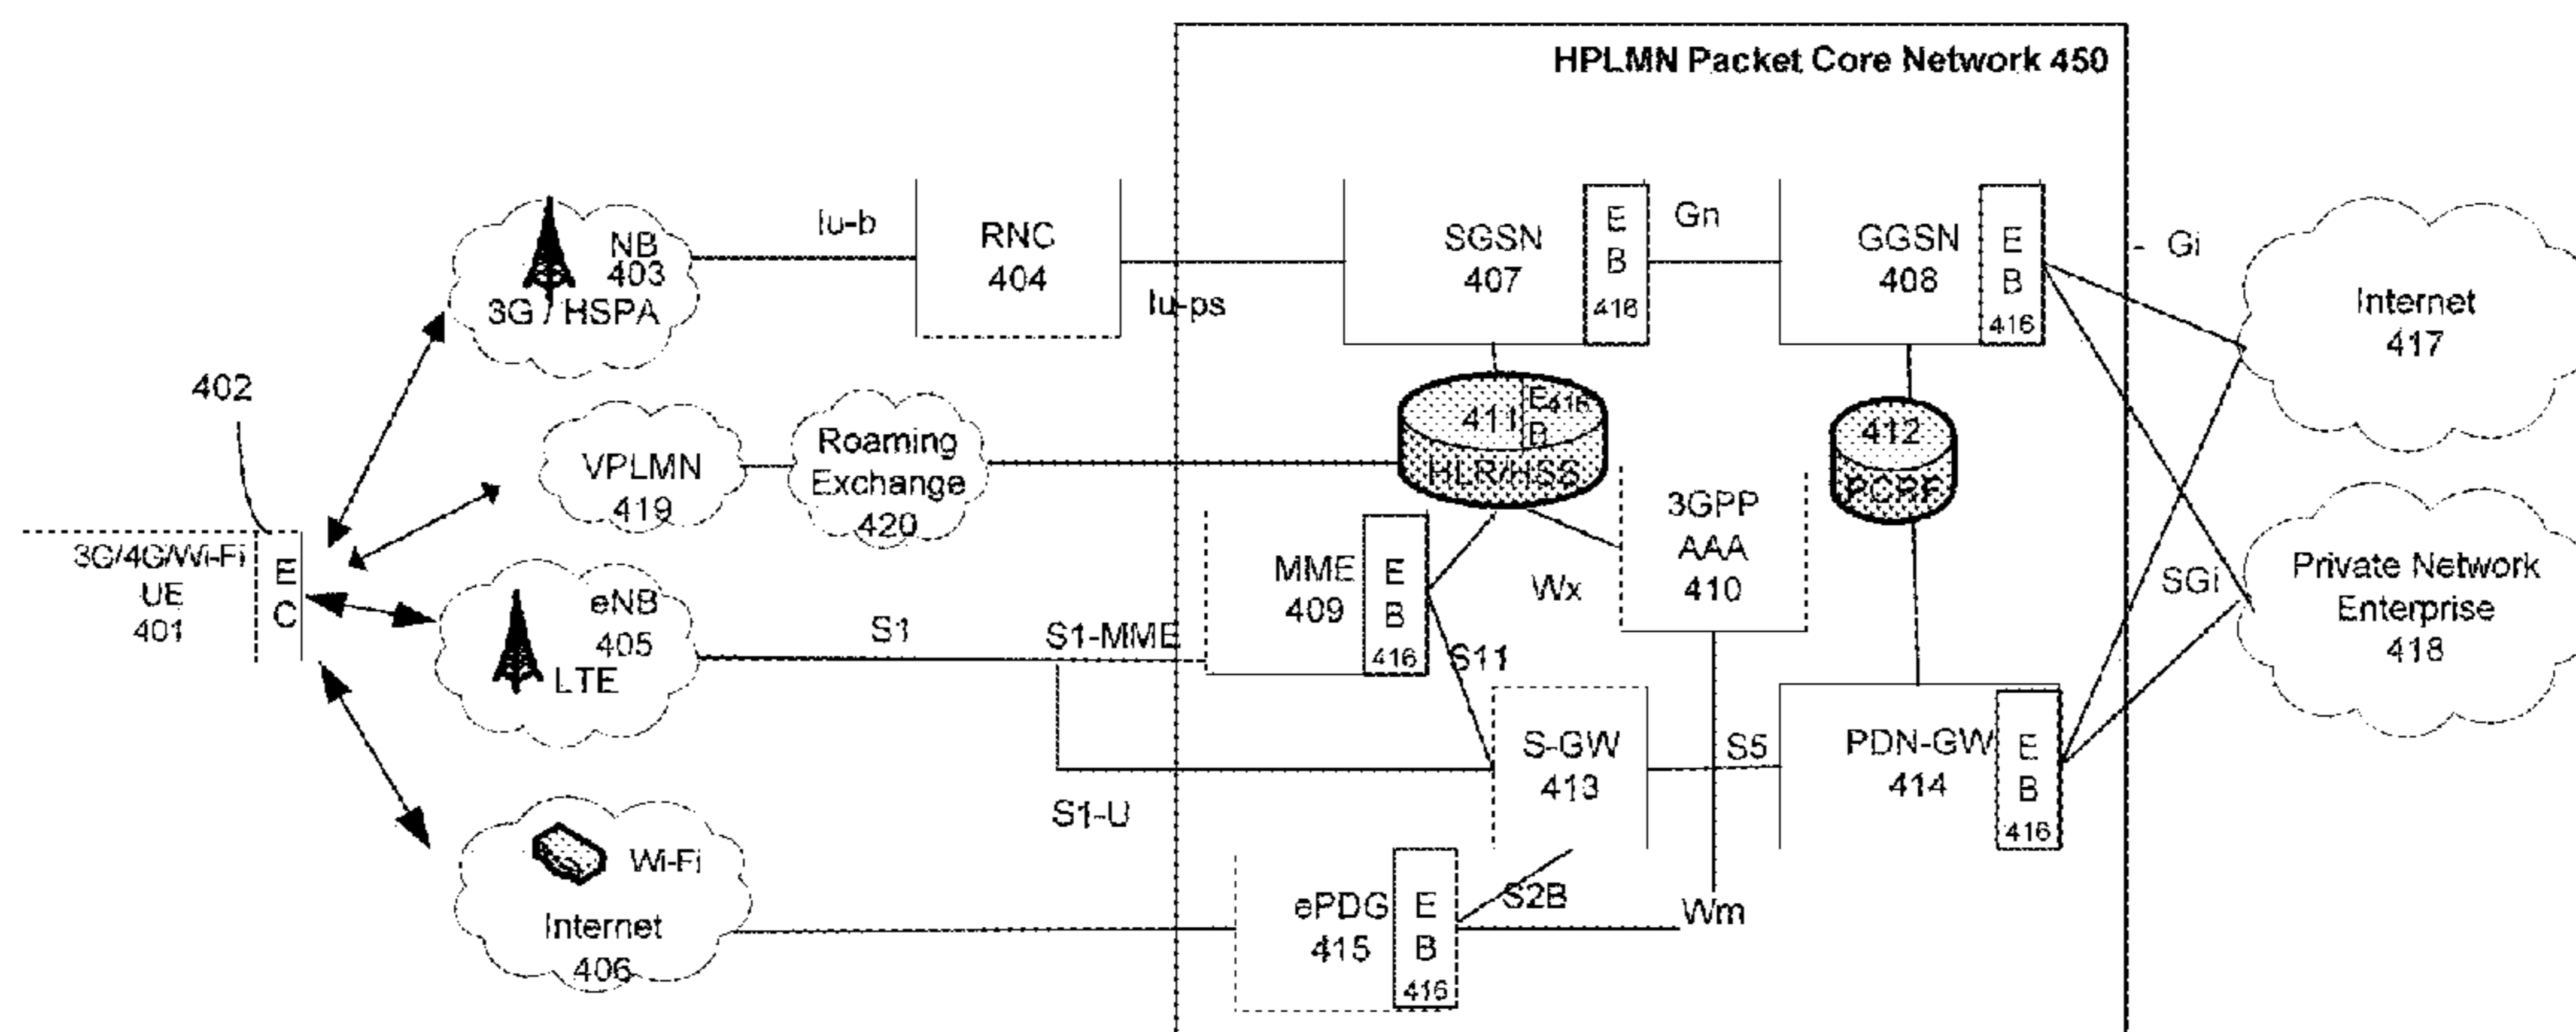 HPLMN Packet Core Network 450
NB
403
3G / HSPA
Iu-b
RNC
404
Iu-ps
SGSN
407
E
B
416
Gn
GGSN
408
E
B
416
Gi
Internet
417
402
VPLMN
419
Roaming
Exchange
420
411
E
B
416
HLR/HSS
412
PCRF
3GPP
AAA
410
3G/4G/Wi-Fi
UE
401
E
C
eNB
405
LTE
S1
S1-MME
MME
409
E
B
416
Wx
S11
SGi
Private Network
Enterprise
418
S1-U
S-GW
413
S5
PDN-GW
414
E
B
416
Wi-Fi
Internet
406
ePDG
415
E
B
416
S2B
Wm